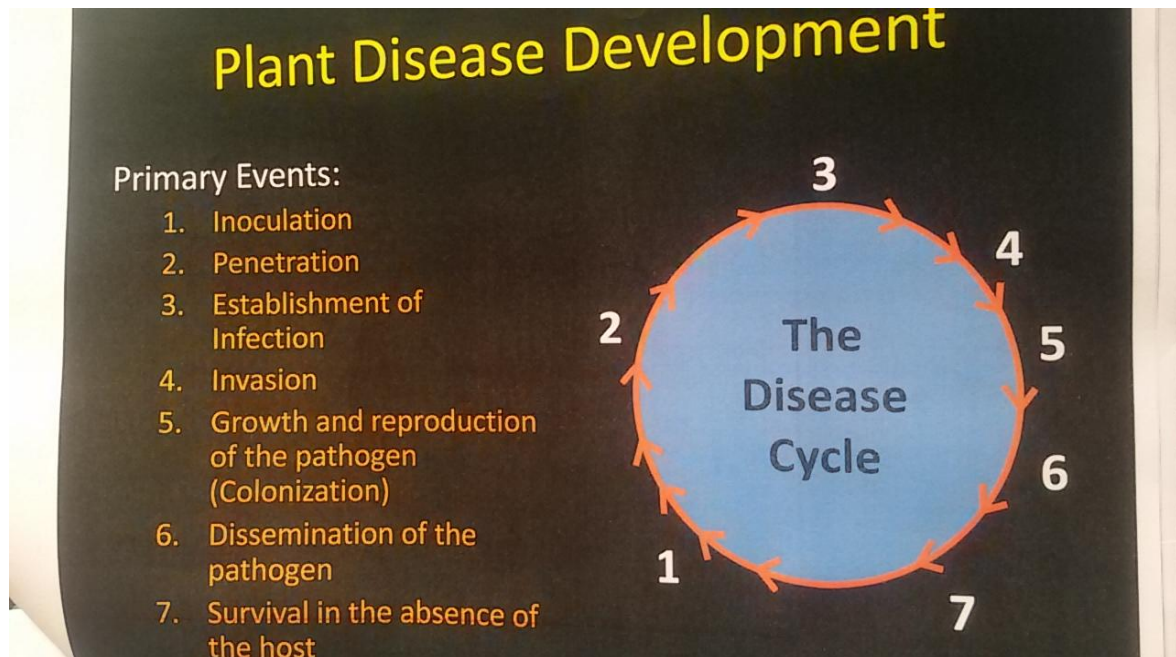 Plant Disease Development
Primary Events:
1. Inoculation
2. Penetration
3. Establishment of
Infection
4. Invasion
5. Growth and reproduction
of the pathogen
(Colonization)
6. Dissemination of the
pathogen
7. Survival in the absence of
the host
3
4
2
5
The
Disease
Cycle
6
1
7